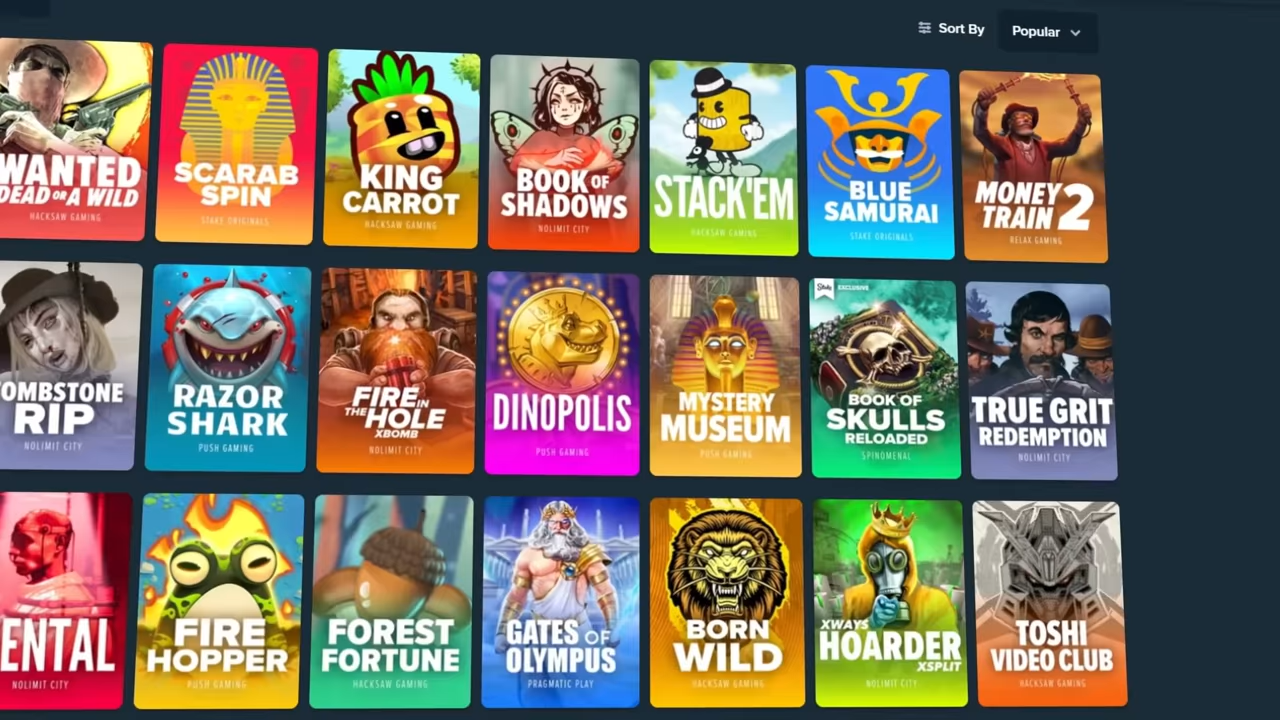 Sort By
Popular
WANTED
DEAD OR A WILD
HACKSAW GAMING
SCARAB
SPIN
STAKE ORIGINALS
KING
CARROT
HACKSAW GAMING
BOOK OF
SHADOWS
NOLIMIT CITY
STACK'EM
HACKSAW GAMING
BLUE
SAMURAI
STAKE ORIGINALS
MONEY
TRAIN 2
RELAX GAMING
OMBSTONE
RIP
NOLIMIT CITY
RAZOR
SHARK
PUSH GAMING
FIRE IN
THE HOLE
XBOMB
NOLIMIT CITY
DINOPOLIS
PUSH GAMING
MYSTERY
MUSEUM
PUSH GAMING
Stake EXCLUSIVE
BOOK OF
SKULLS
RELOADED
SPINOMENAL
TRUE GRIT
REDEMPTION
NOLIMIT CITY
ENTAL
NOLIMIT CITY
FIRE
HOPPER
PUSH GAMING
FOREST
FORTUNE
HACKSAW GAMING
GATES OF
OLYMPUS
PRAGMATIC PLAY
BORN
WILD
HACKSAW GAMING
XWAYS
HOARDER
XSPLIT
NOLIMIT CITY
TOSHI
VIDEO CLUB
HACKSAW GAMING